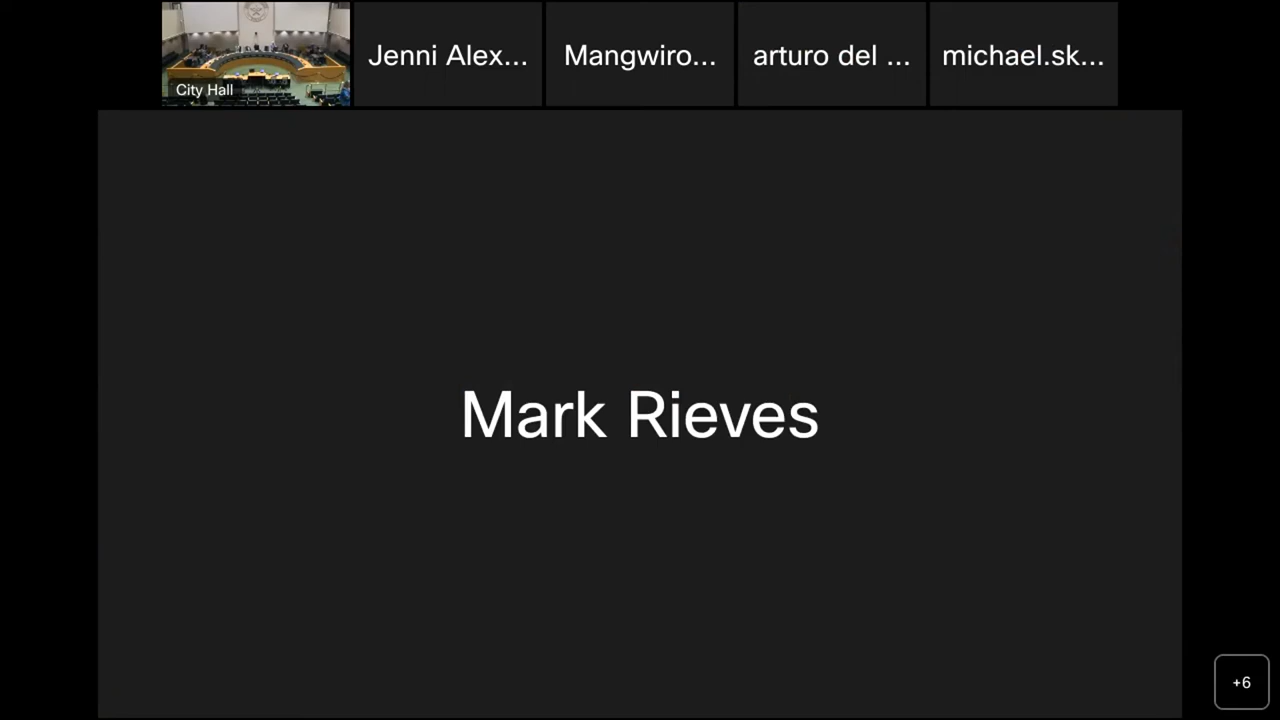 City Hall
Jenni Alex...
Mangwiro...
arturo del ...
michael.sk...
Mark Rieves
+6